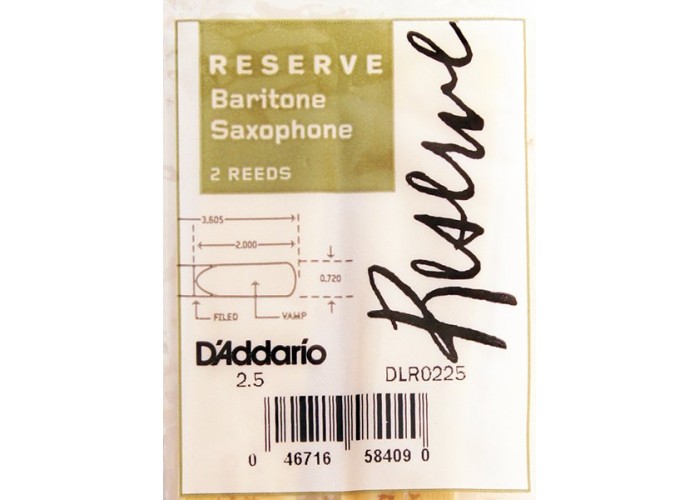 RESERVE
Baritone
Saxophone
2 REEDS
Reserve
3.605
2.000
0.720
FILED
VAMP
D'Addario
2.5
DLR0225
0 46716 58409 0